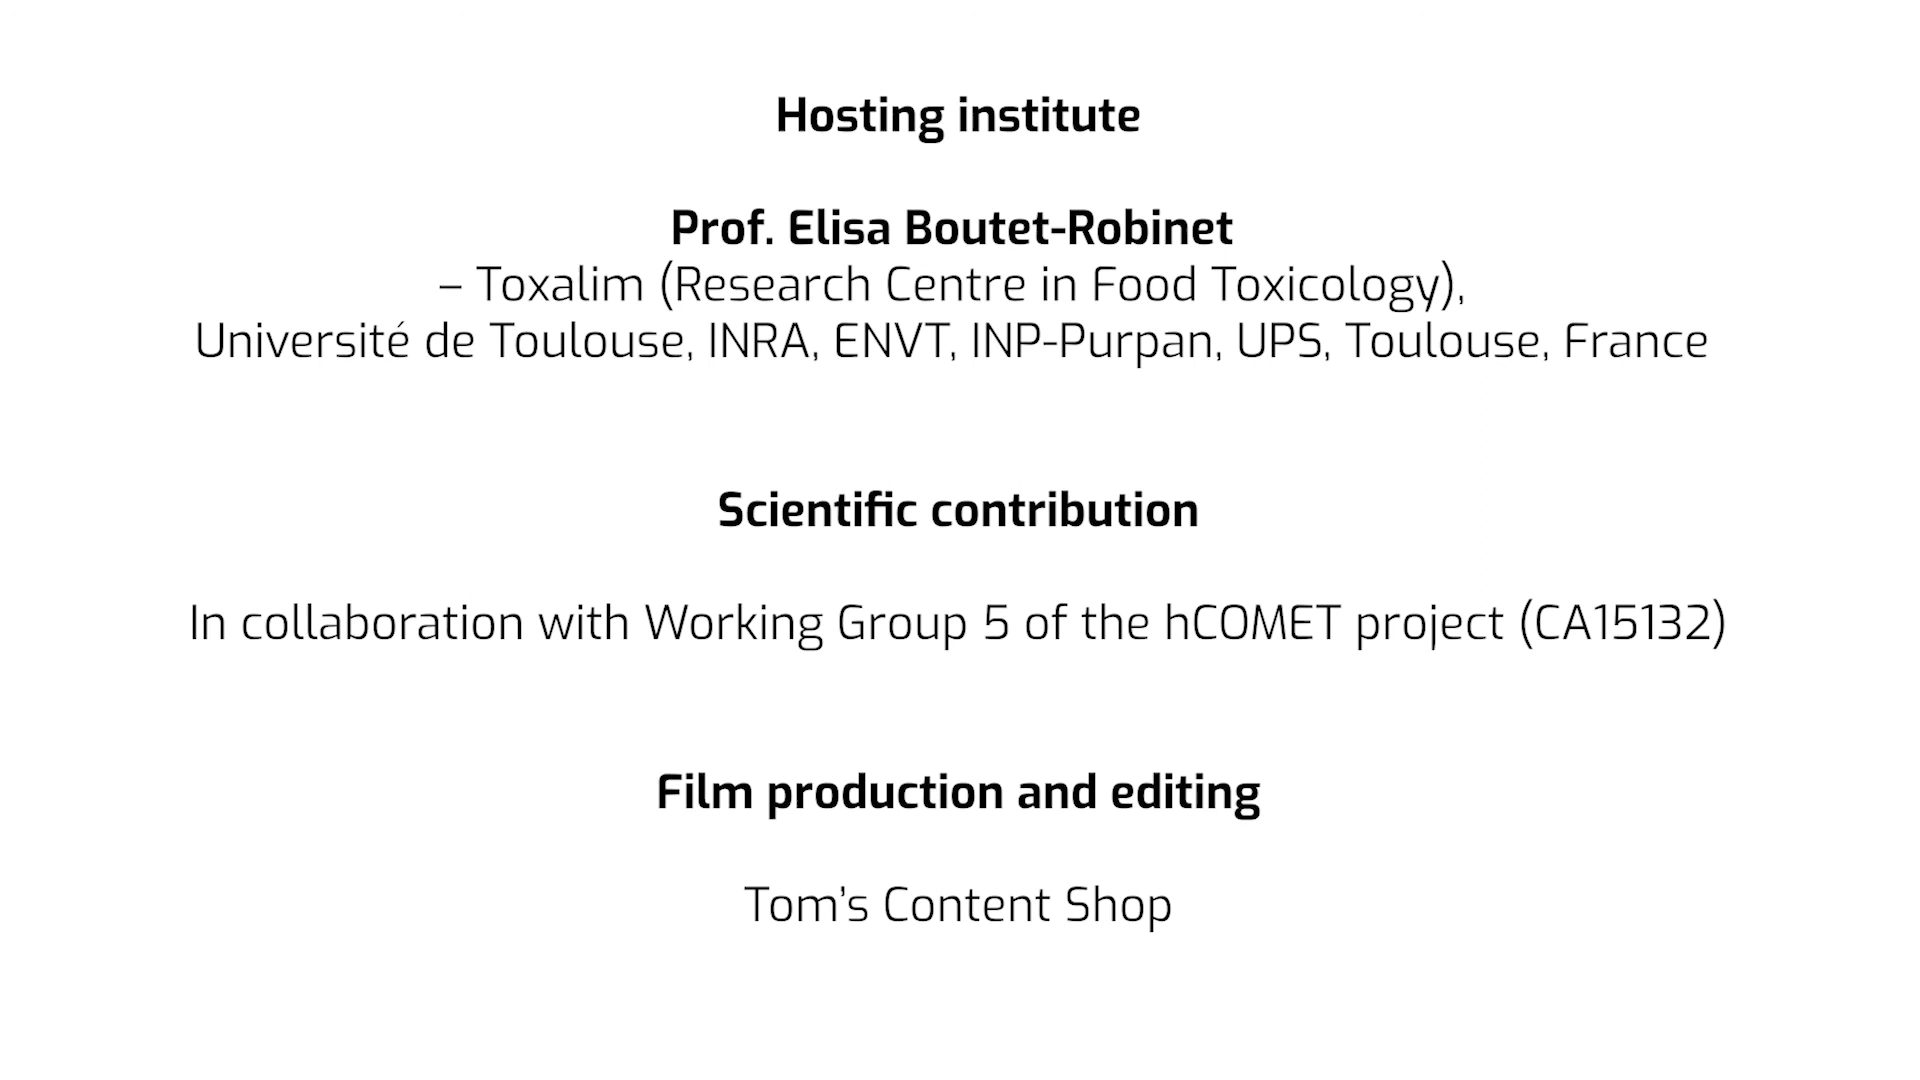 Hosting institute
Prof. Elisa Boutet-Robinet
– Toxalim (Research Centre in Food Toxicology),
Université de Toulouse, INRA, ENVT, INP-Purpan, UPS, Toulouse, France
Scientific contribution
In collaboration with Working Group 5 of the hCOMET project (CA15132)
Film production and editing
Tom’s Content Shop